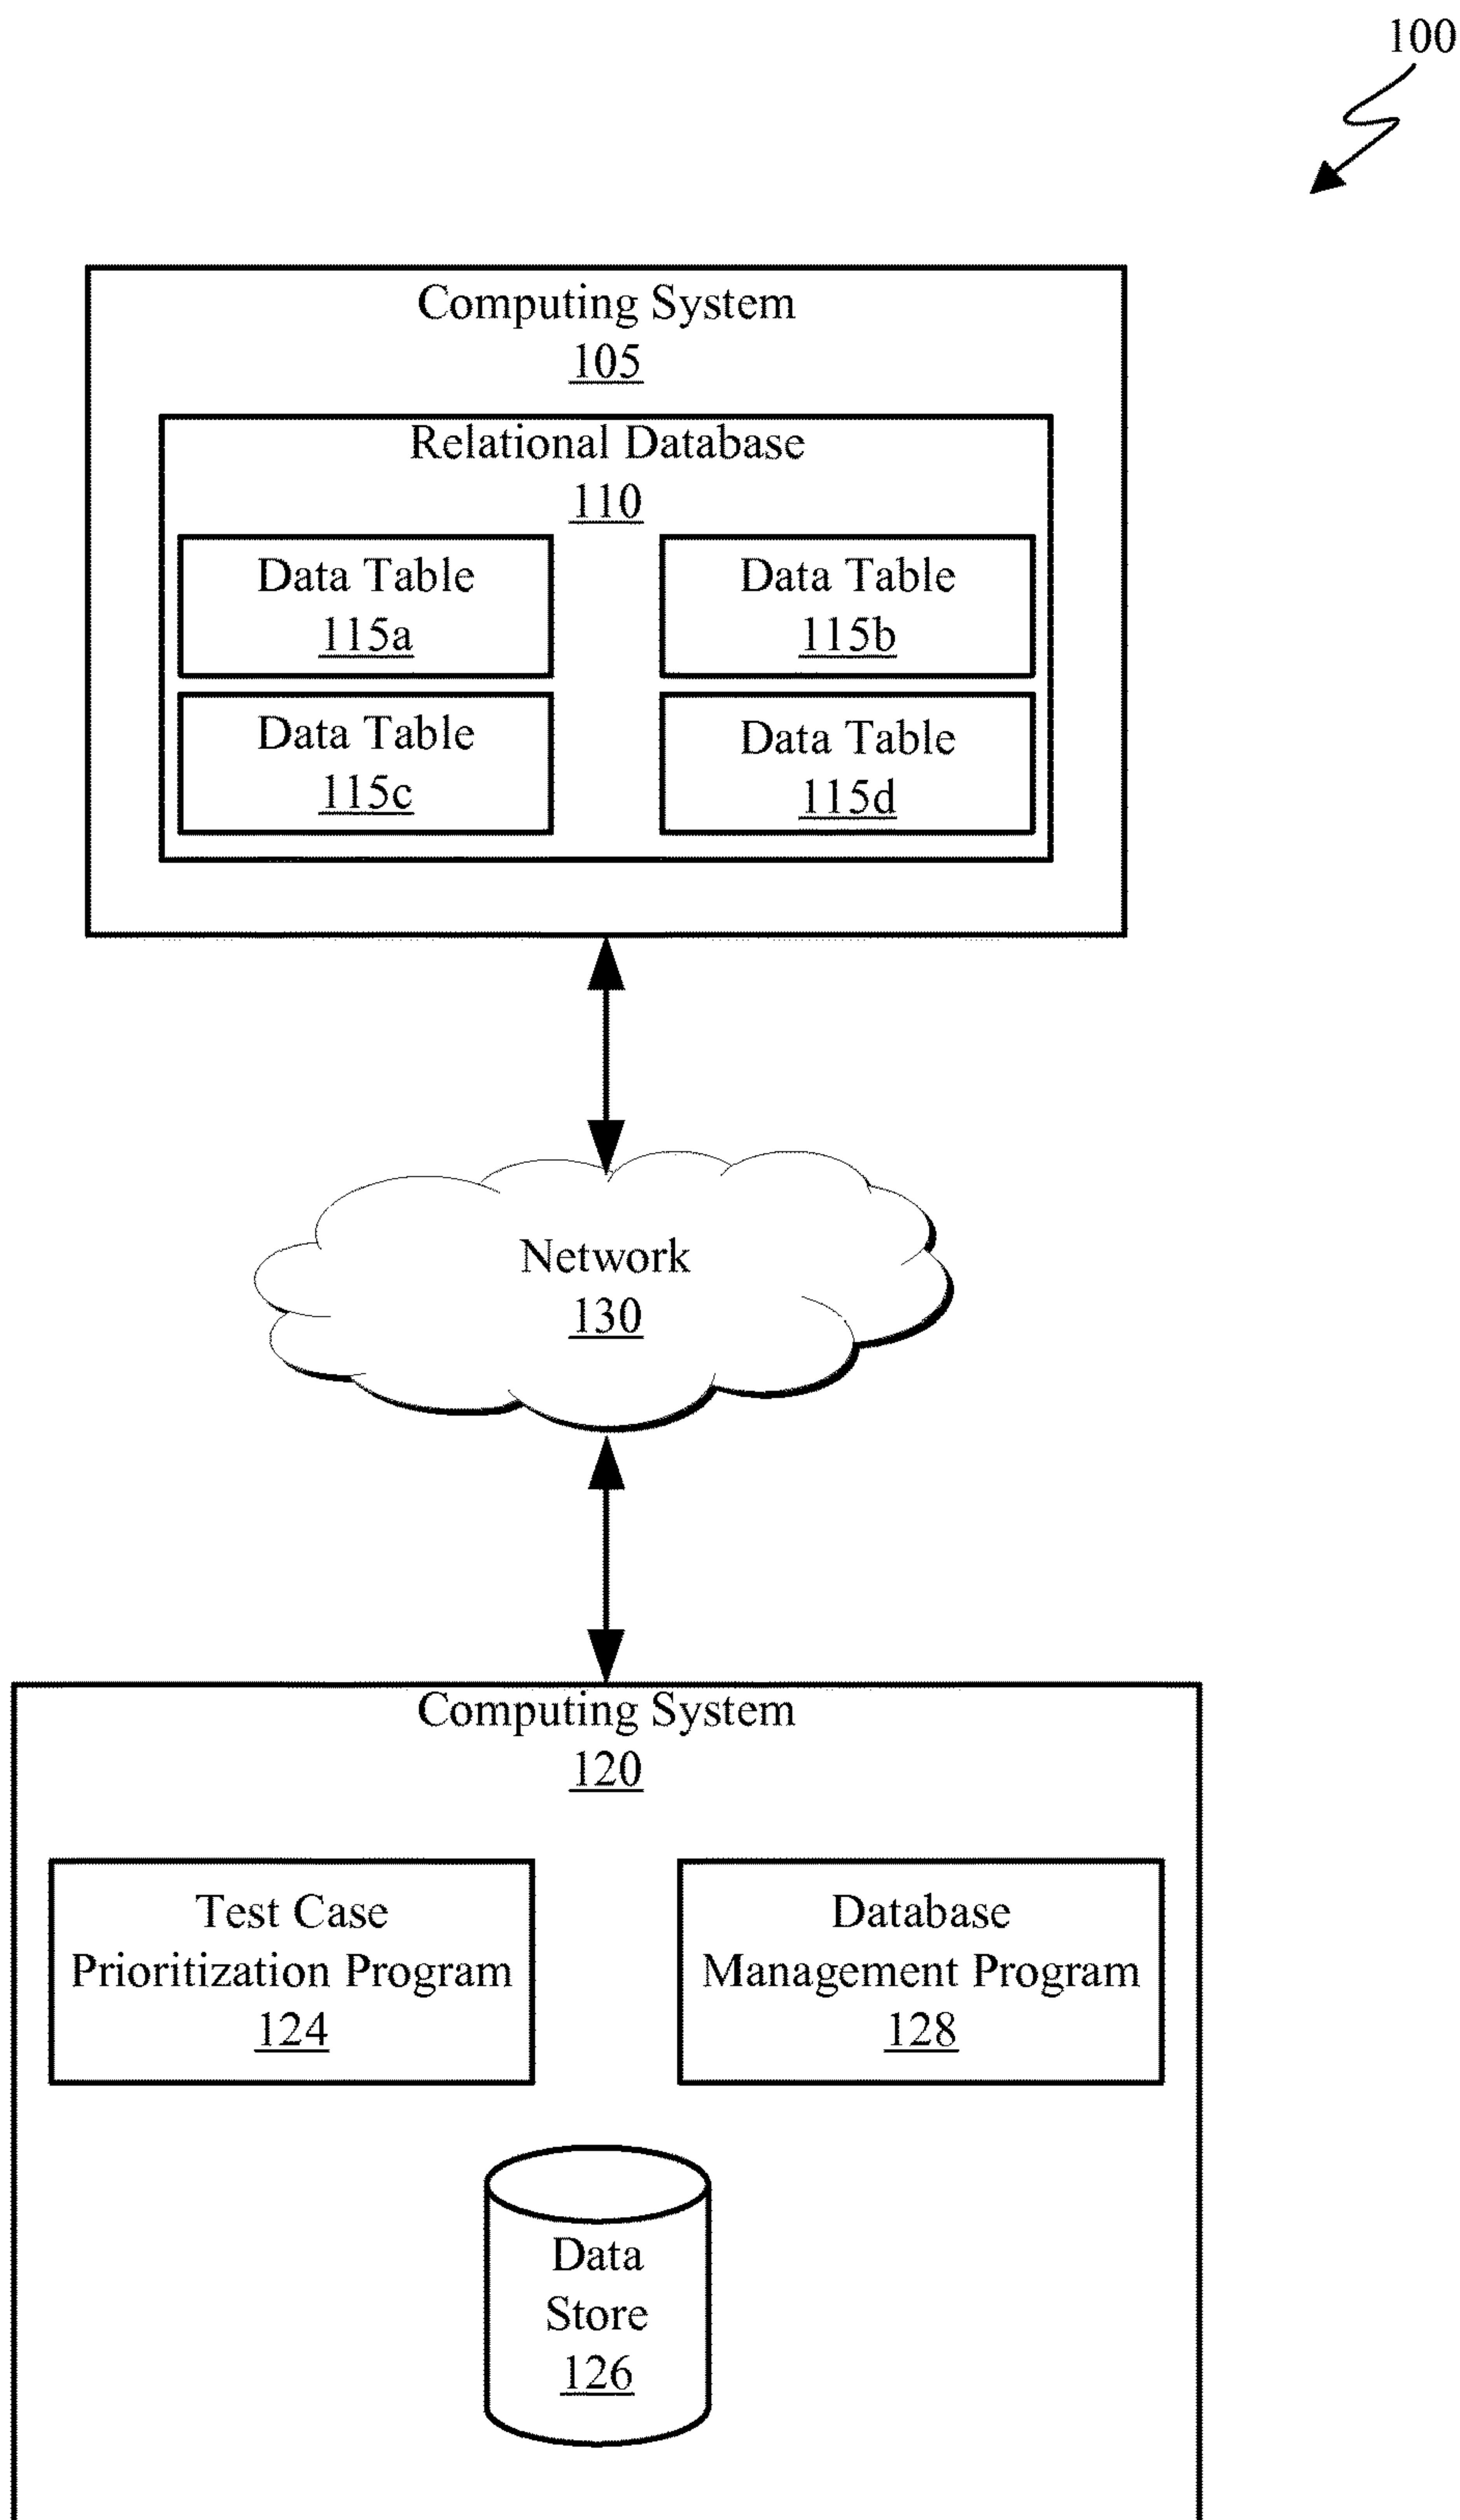 100
Computing System
105
Relational Database
110
Data Table
115a
Data Table
115b
Data Table
115c
Data Table
115d
Network
130
Computing System
120
Test Case
Prioritization Program
124
Database
Management Program
128
Data
Store
126